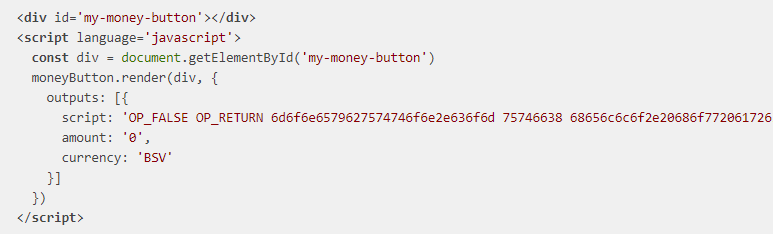 <div id='my-money-button'></div>
<script language='javascript'>
  const div = document.getElementById('my-money-button')
  moneyButton.render(div, {
    outputs: [{
      script: 'OP_FALSE OP_RETURN 6d6f6e6579627574746f6e2e636f6d 75746638 68656c6c6f2e20686f772061726
      amount: '0',
      currency: 'BSV'
    }]
  })
</script>